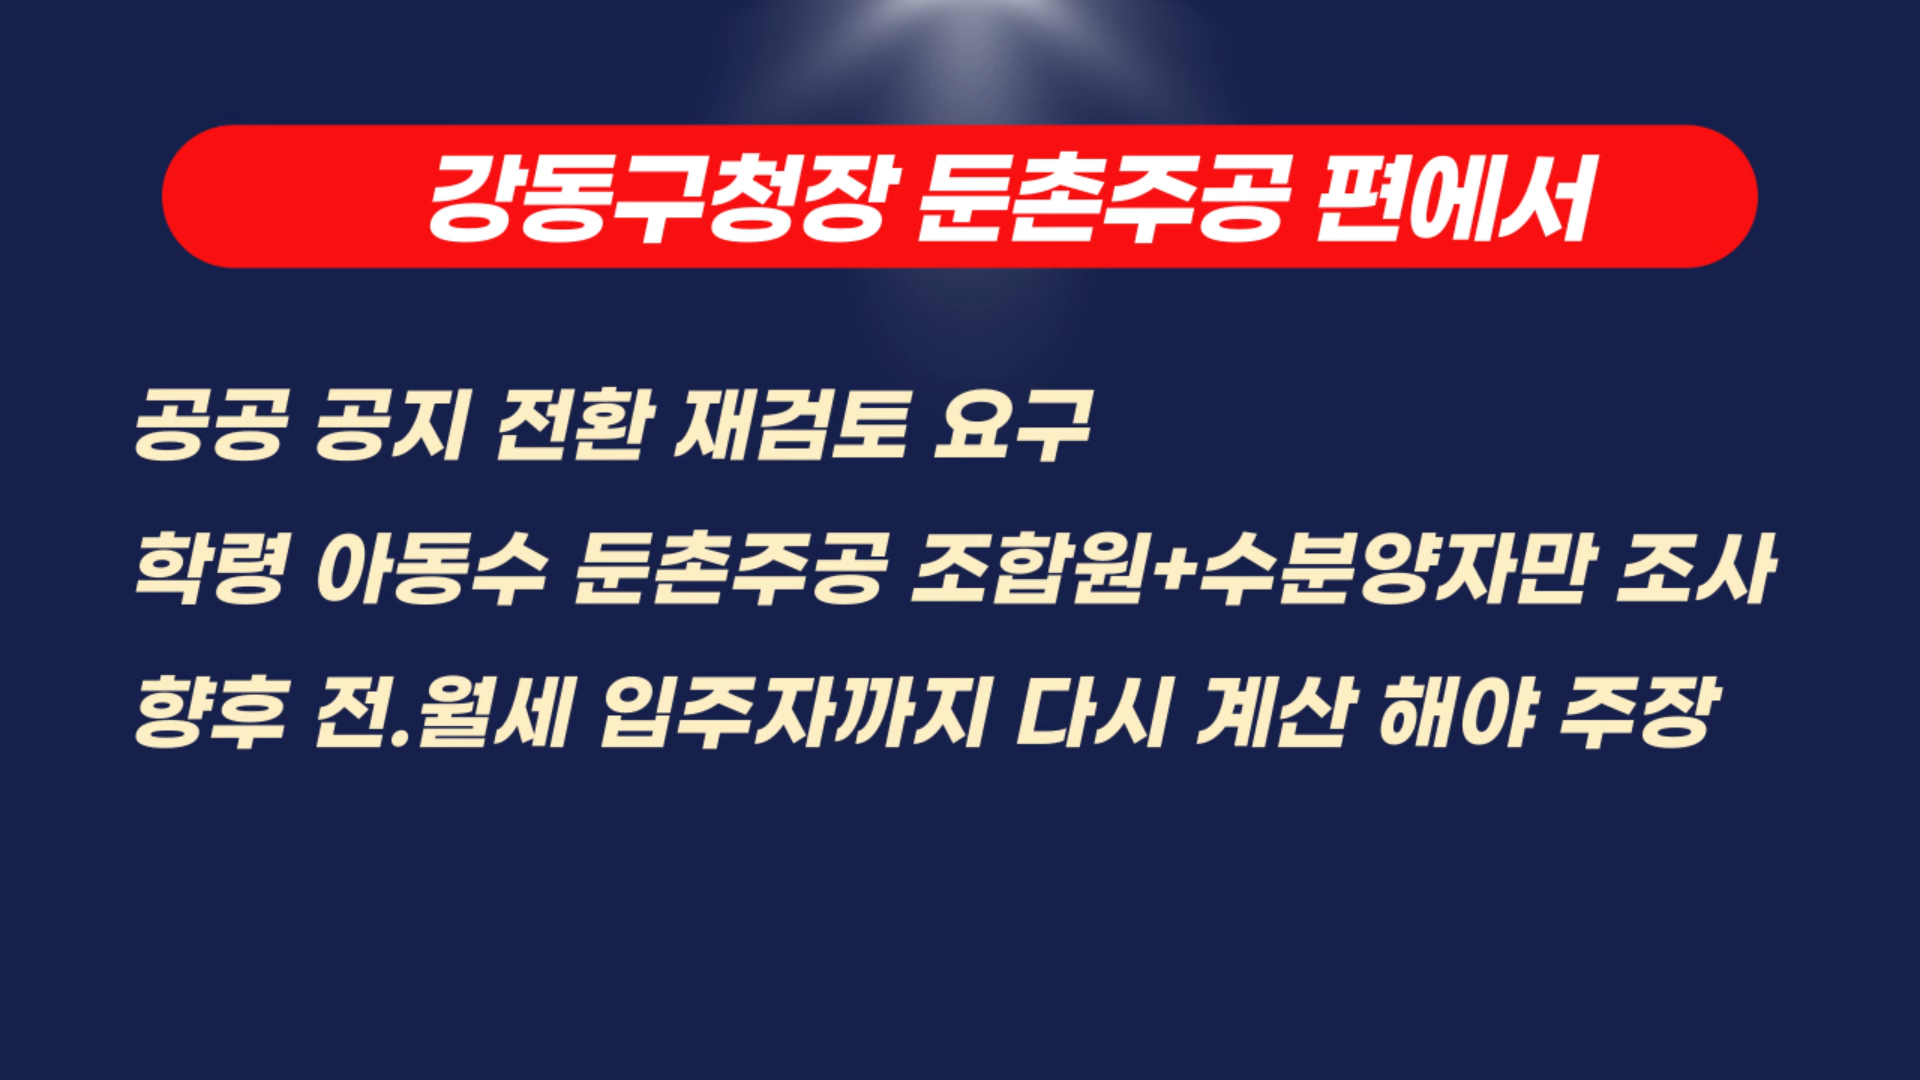 강동구청장 둔촌주공 편에서
공공 공지 전환 재검토 요구
학령 아동수 둔촌주공 조합원+수분양자만 조사
향후 전.월세 입주자까지 다시 계산 해야 주장